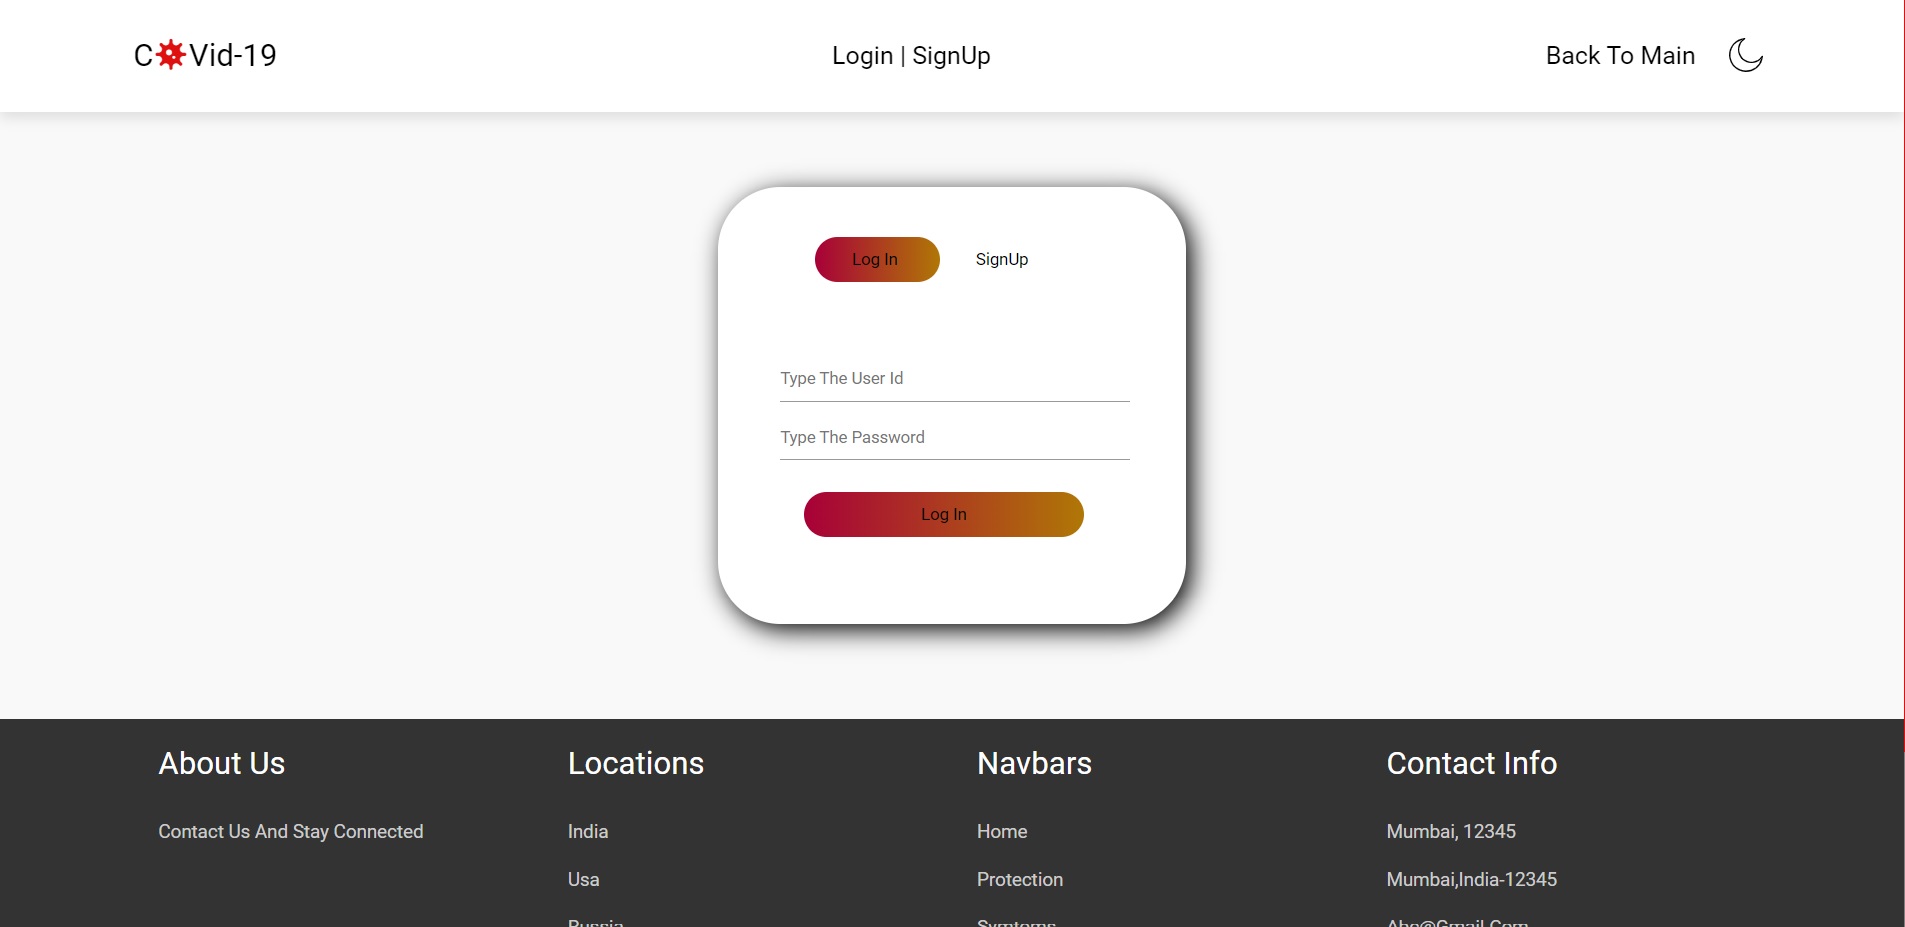 CVid-19
Login | SignUp
Back To Main
Log In
SignUp
Type The User Id
Type The Password
Log In
About Us
Locations
Navbars
Contact Info
Contact Us And Stay Connected
India
Home
Mumbai, 12345
Usa
Protection
Mumbai,India-12345
Russia
Symtoms
Abc@Gmail.Com